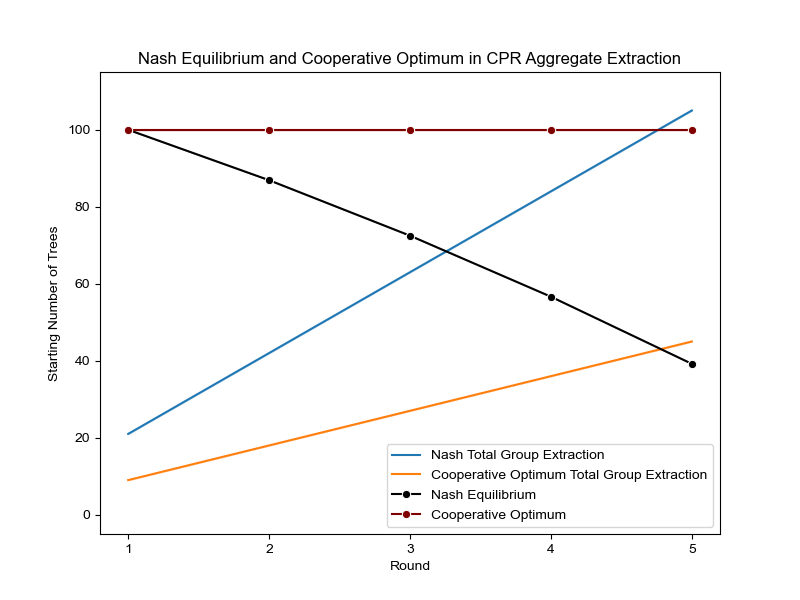 Nash Equilibrium and Cooperative Optimum in CPR Aggregate Extraction
Starting Number of Trees
100
80
60
40
20
0
Nash Total Group Extraction
Cooperative Optimum Total Group Extraction
Nash Equilibrium
Cooperative Optimum
1 2 3 4 5
Round